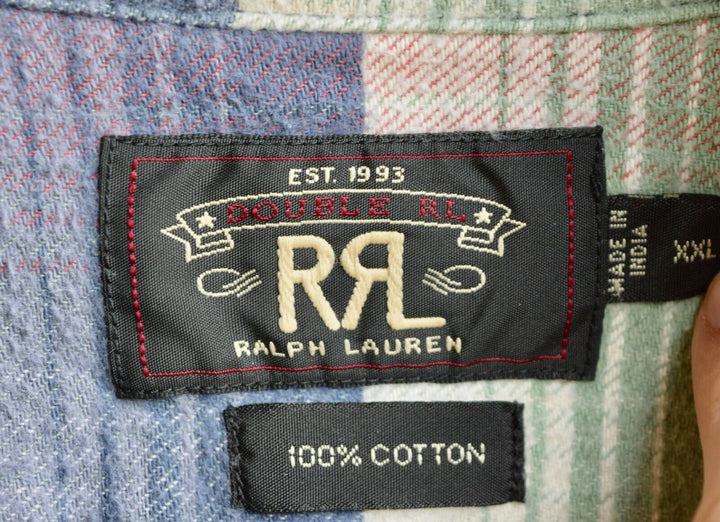 EST. 1993
DOUBLE RL
RRL
RALPH LAUREN
MADE IN
INDIA
XXL
100% COTTON